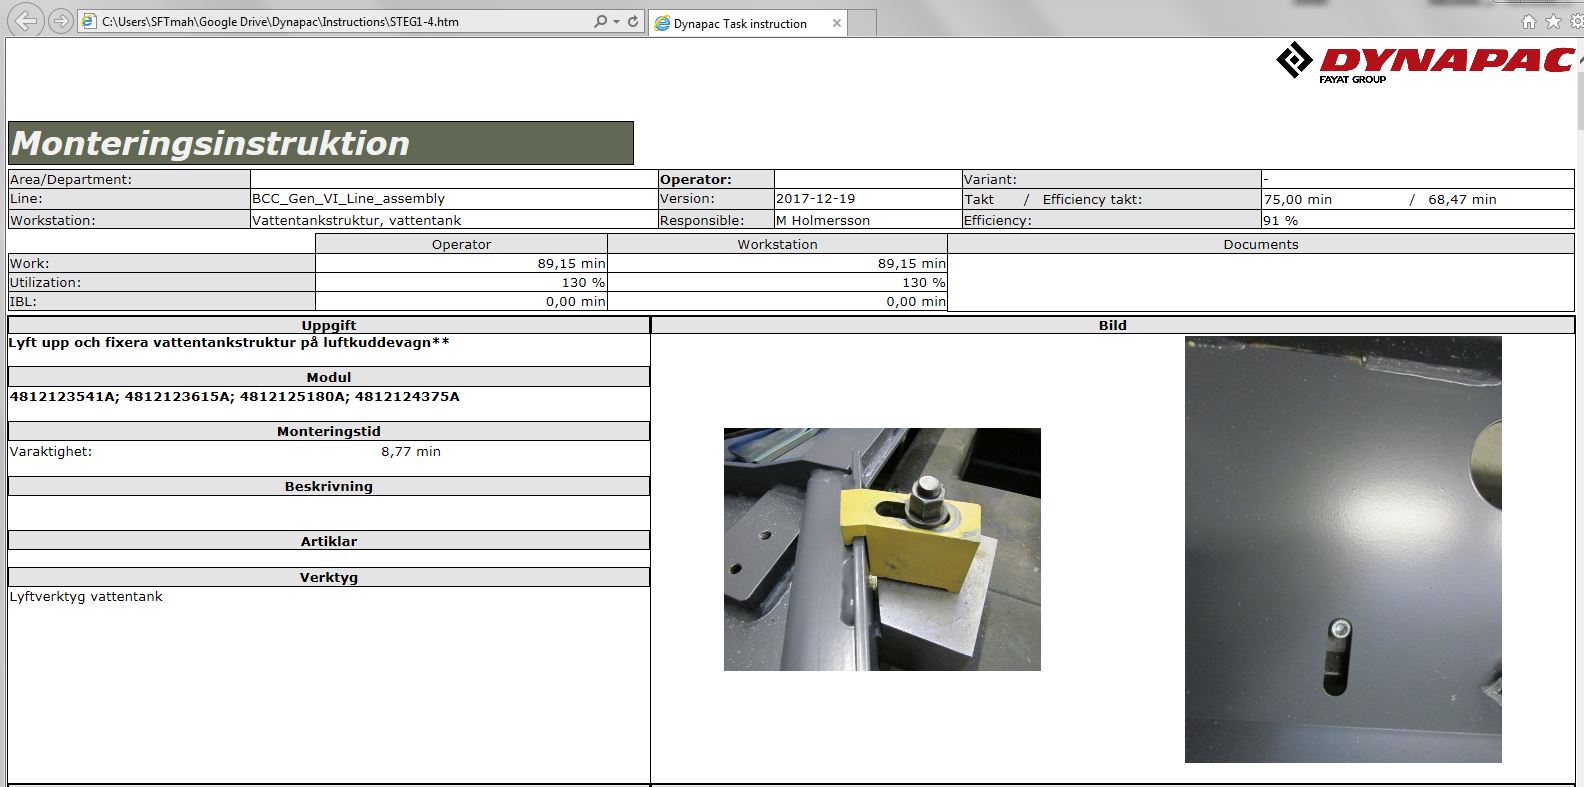 C:\Users\SFTmah\Google Drive\Dynapac\Instructions\STEG1-4.htm
Dynapac Task instruction
DYNAPAC
FAYAT GROUP
Monteringsinstruktion
Area/Department: Operator: Variant: -
Line: BCC_Gen_VI_Line_assembly Version: 2017-12-19 Takt / Efficiency takt: 75,00 min / 68,47 min
Workstation: Vattentankstruktur, vattentank Responsible: M Holmersson Efficiency: 91 %
Operator Workstation Documents
Work: 89,15 min 89,15 min
Utilization: 130 % 130 %
IBL: 0,00 min 0,00 min
Uppgift Bild
Lyft upp och fixera vattentankstruktur på luftkuddevagn**
Modul
4812123541A; 4812123615A; 4812125180A; 4812124375A
Monteringstid
Varaktighet: 8,77 min
Beskrivning
Artiklar
Verktyg
Lyftverktyg vattentank